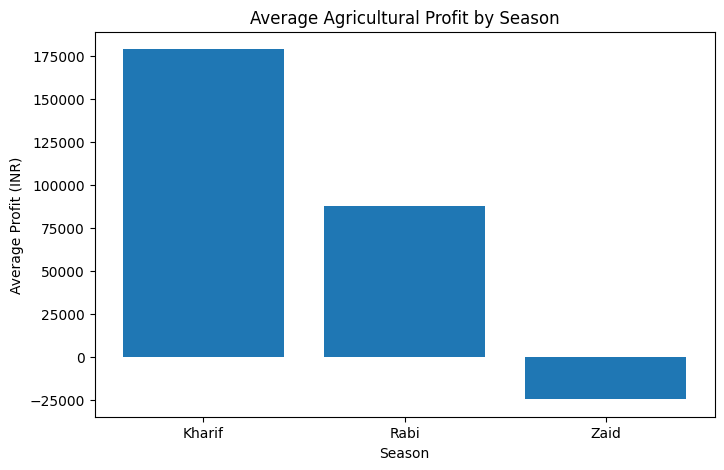 Average Agricultural Profit by Season
Average Profit (INR)
175000
150000
125000
100000
75000
50000
25000
0
−25000
Kharif Rabi Zaid
Season